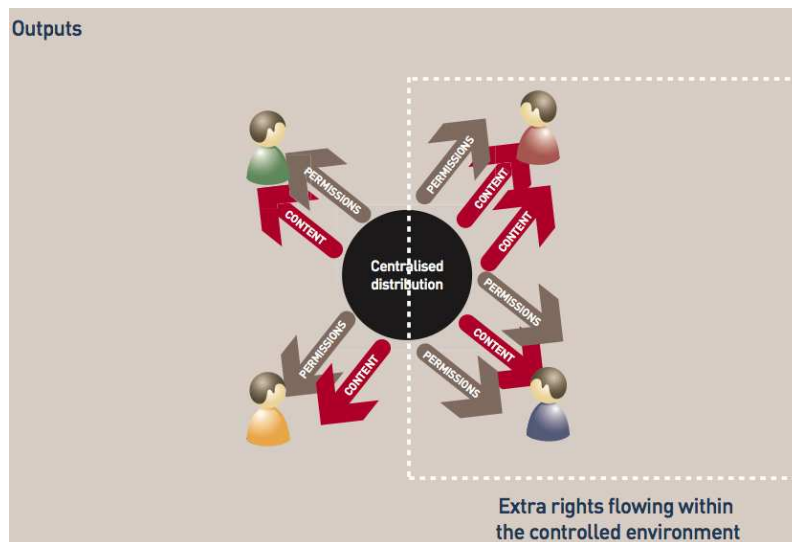 Outputs
PERMISSIONS
CONTENT
PERMISSIONS
CONTENT
CONTENT
Centralised
distribution
PERMISSIONS
CONTENT
PERMISSIONS
CONTENT
PERMISSIONS
Extra rights flowing within
the controlled environment